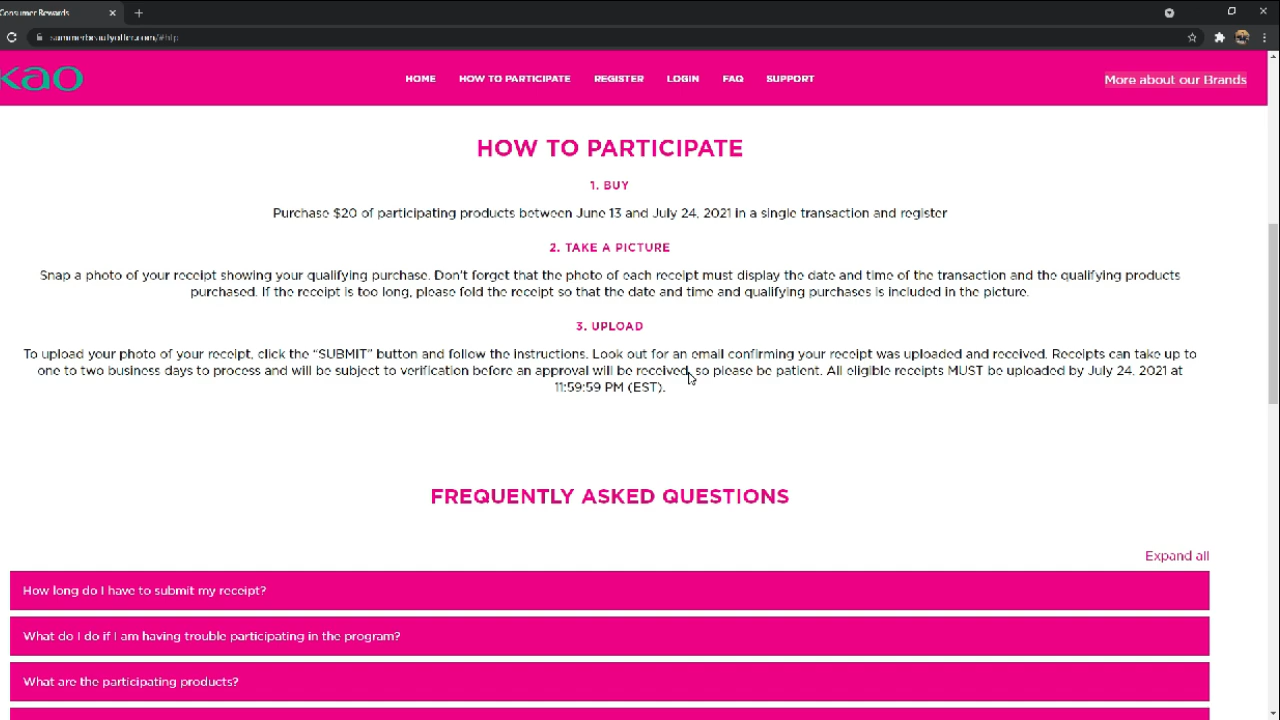 Consumer Rewards
summerbeautyoffer.com/#htp
kao
HOME HOW TO PARTICIPATE REGISTER LOGIN FAQ SUPPORT
More about our Brands
HOW TO PARTICIPATE
1. BUY
Purchase $20 of participating products between June 13 and July 24, 2021 in a single transaction and register
2. TAKE A PICTURE
Snap a photo of your receipt showing your qualifying purchase. Don't forget that the photo of each receipt must display the date and time of the transaction and the qualifying products
purchased. If the receipt is too long, please fold the receipt so that the date and time and qualifying purchases is included in the picture.
3. UPLOAD
To upload your photo of your receipt, click the “SUBMIT” button and follow the instructions. Look out for an email confirming your receipt was uploaded and received. Receipts can take up to
one to two business days to process and will be subject to verification before an approval will be received, so please be patient. All eligible receipts MUST be uploaded by July 24, 2021 at
11:59:59 PM (EST).
FREQUENTLY ASKED QUESTIONS
Expand all
How long do I have to submit my receipt?
What do I do if I am having trouble participating in the program?
What are the participating products?